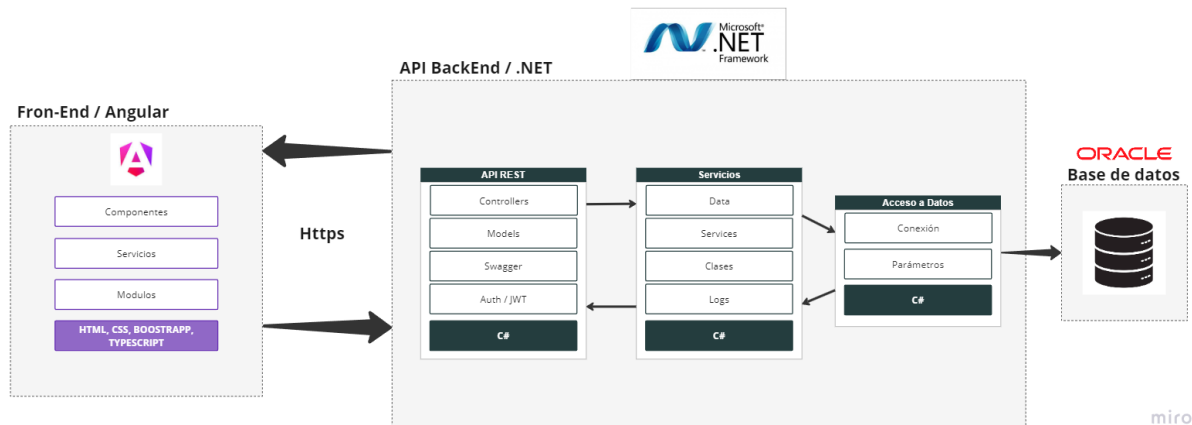 Microsoft®
.NET
Framework
API BackEnd / .NET
Fron-End / Angular
Componentes
Servicios
Modulos
HTML, CSS, BOOSTRAPP,
TYPESCRIPT
Https
API REST
Controllers
Models
Swagger
Auth / JWT
C#
Servicios
Data
Services
Clases
Logs
C#
Acceso a Datos
Conexión
Parámetros
C#
ORACLE
Base de datos
miro